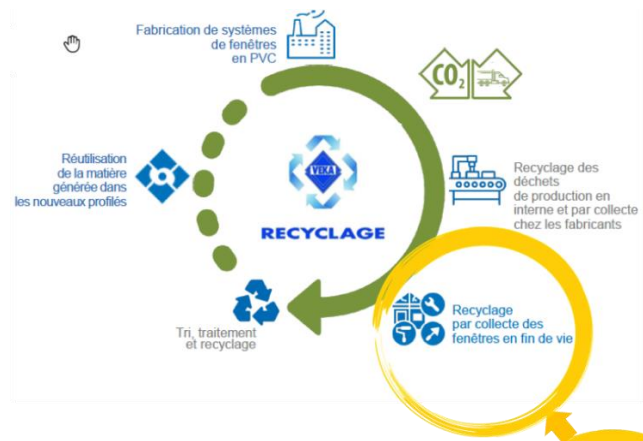 Fabrication de systèmes
de fenêtres
en PVC
CO2
Réutilisation
de la matière
générée dans
les nouveaux profilés
VEKA
RECYCLAGE
Recyclage des
déchets
de production en
interne et par collecte
chez les fabricants
Recyclage
par collecte des
fenêtres en fin de vie
Tri, traitement
et recyclage